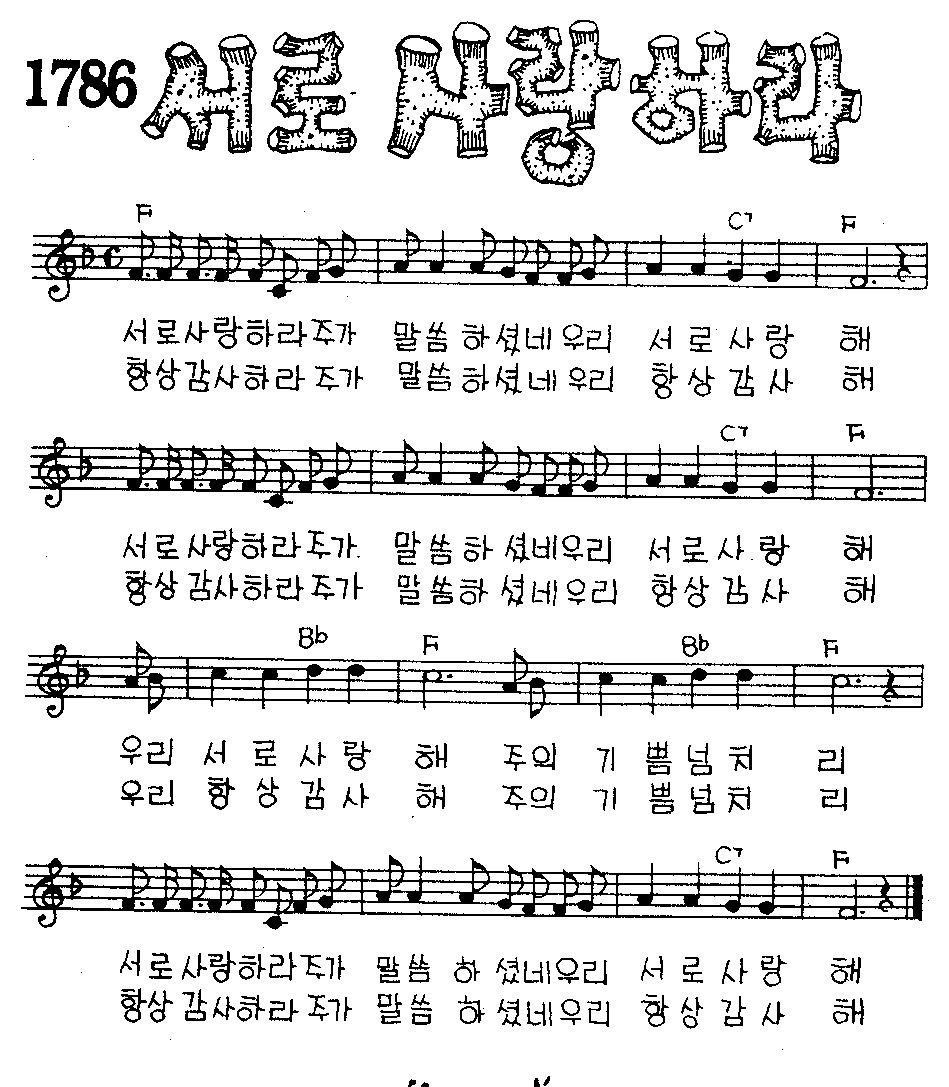 1786 서로 사랑하라
F C7 F
서로사랑하라주가 말씀하셨네우리 서로사랑 해
항상감사하라주가 말씀하셨네우리 항상감사 해
C7 F
서로사랑하라주가 말씀하셨네우리 서로사랑 해
항상감사하라주가 말씀하셨네우리 항상감사 해
Bb F Bb F
우리 서로사랑 해 주의 기쁨넘쳐 리
우리 항상감사 해 주의 기쁨넘쳐 리
C7 F
서로사랑하라주가 말씀하셨네우리 서로사랑 해
항상감사하라주가 말씀하셨네우리 항상감사 해